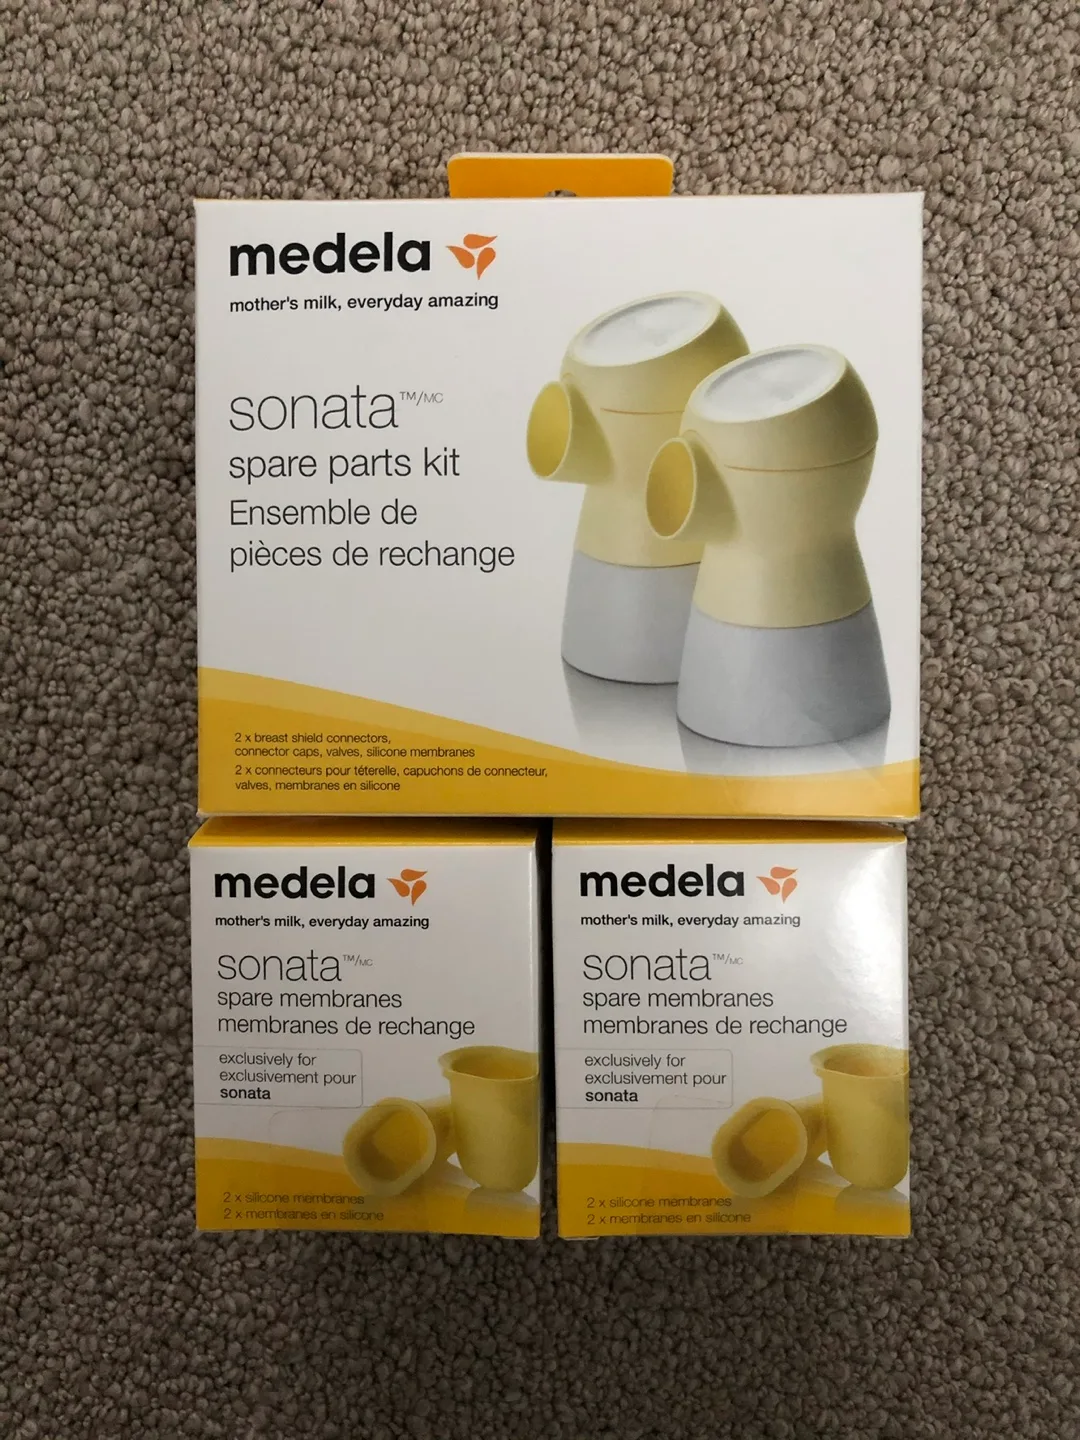 medela
mother's milk, everyday amazing
sonata™/MC
spare parts kit
Ensemble de
pièces de rechange
2 x breast shield connectors,
connector caps, valves, silicone membranes
2 x connecteurs pour téterelle, capuchons de connecteur,
valves, membranes en silicone
medela
mother's milk, everyday amazing
sonata™/MC
spare membranes
membranes de rechange
exclusively for
exclusivement pour
sonata
2 x silicone membranes
2 x membranes en silicone
medela
mother's milk, everyday amazing
sonata™/MC
spare membranes
membranes de rechange
exclusively for
exclusivement pour
sonata
2 x silicone membranes
2 x membranes en silicone